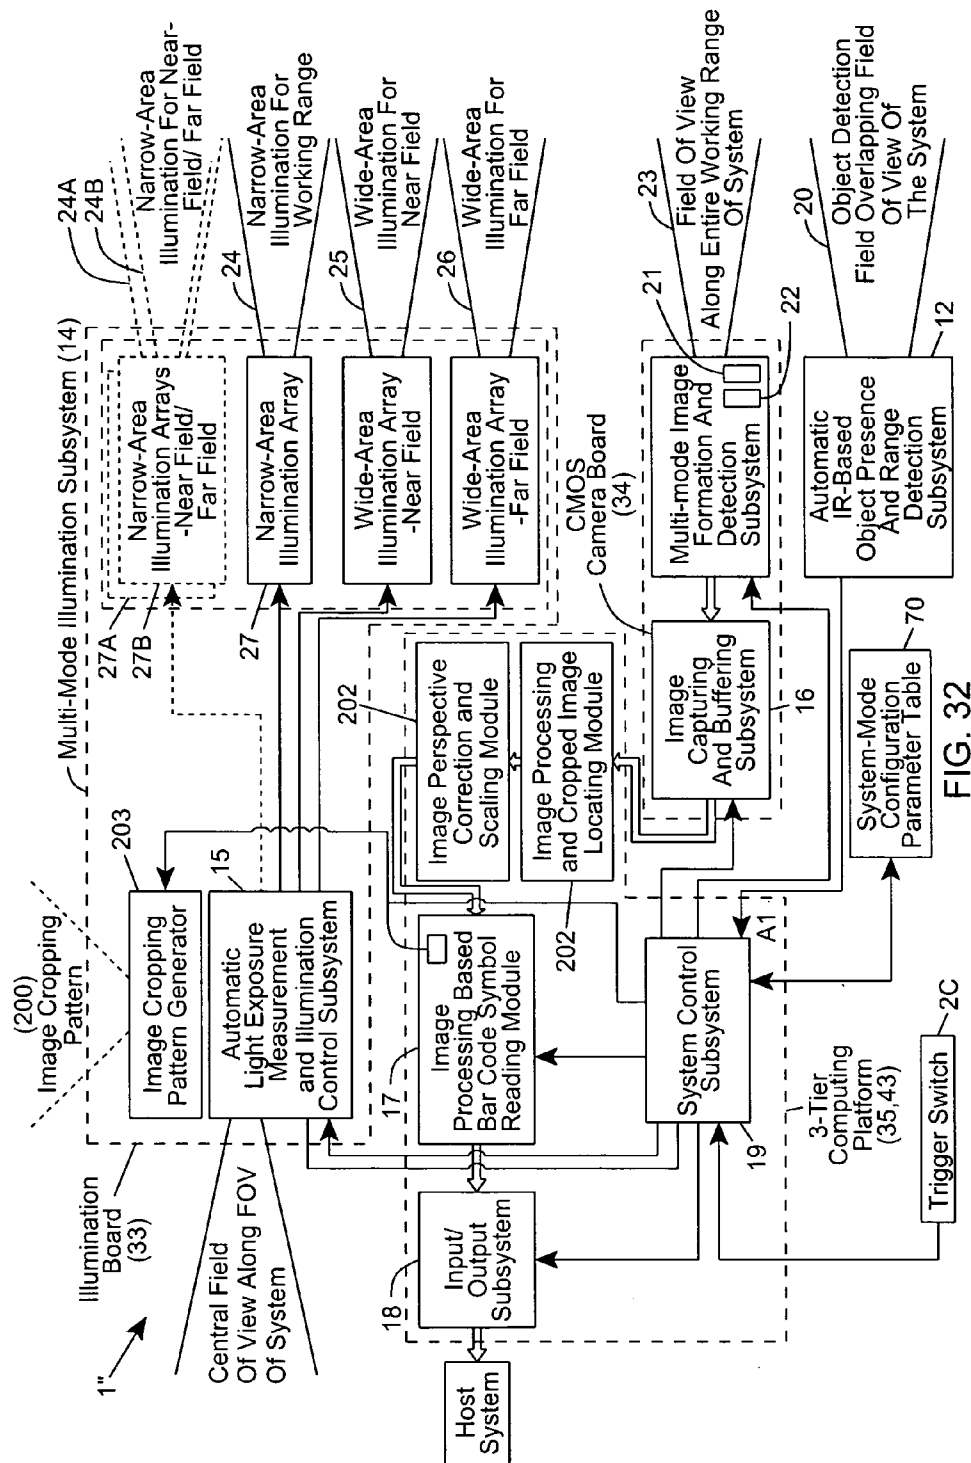 1"
Illumination
Board
(33)
(200)
Image Cropping
Pattern
Multi-Mode Illumination Subsystem (14)
Central Field
Of View Along FOV
Of System
203
Image Cropping
Pattern Generator
15
Automatic
Light Exposure
Measurement
and Illumination
Control Subsystem
27A
27B
Narrow-Area
Illumination Arrays
-Near Field/
Far Field
24A
24B
Narrow-Area
Illumination For Near-
Field/ Far Field
27
Narrow-Area
Illumination Array
24
Narrow-Area
Illumination For
Working Range
Wide-Area
Illumination Array
-Near Field
25
Wide-Area
Illumination For
Near Field
Wide-Area
Illumination Array
-Far Field
26
Wide-Area
Illumination For
Far Field
Host
System
18
Input/
Output
Subsystem
17
Image
Processing Based
Bar Code Symbol
Reading Module
202
Image Perspective
Correction and
Scaling Module
Image Processing
and Cropped Image
Locating Module
202
CMOS
Camera Board
(34)
Image
Capturing
And Buffering
Subsystem
16
Multi-mode Image
Formation And
Detection
Subsystem
21
22
23
Field Of View
Along Entire Working Range
Of System
System Control
Subsystem
19
A1
3-Tier
Computing
Platform
(35,43)
Automatic
IR-Based
Object Presence
And Range
Detection
Subsystem
12
20
Object Detection
Field Overlapping Field
Of View Of
The System
Trigger Switch
2C
System-Mode
Configuration
Parameter Table
70
FIG. 32